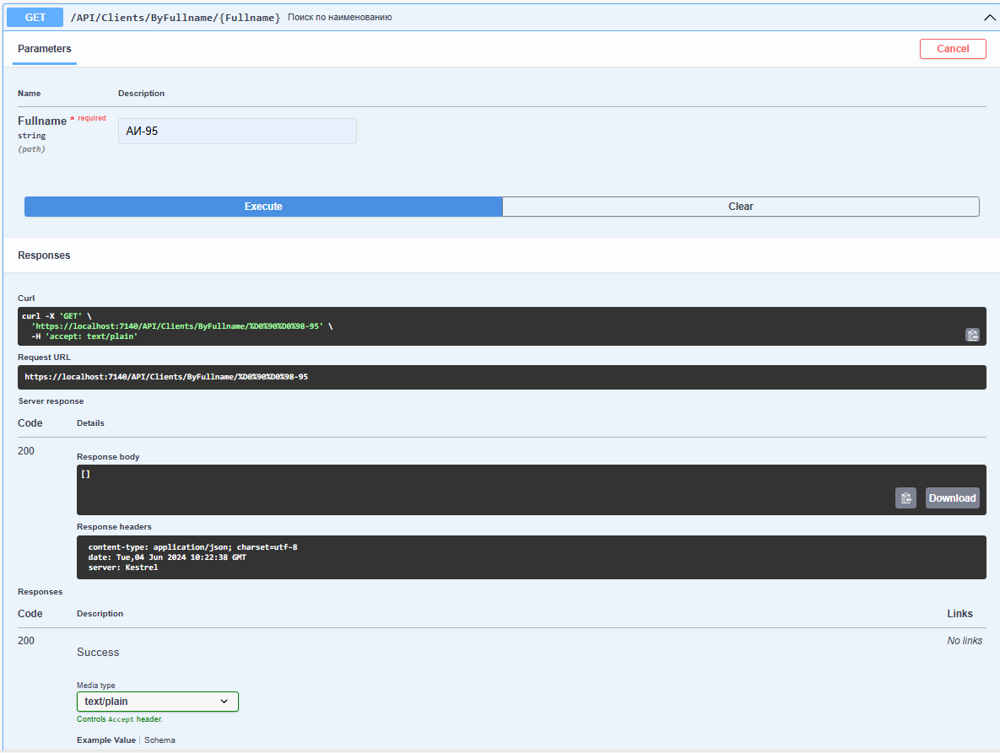 GET /API/Clients/ByFullname/{Fullname} Поиск по наименованию
Parameters
Cancel
Name Description
Fullname * required
string
(path)
АИ-95
Execute
Clear
Responses
Curl
curl -X 'GET' \
'https://localhost:7140/API/Clients/ByFullname/%D0%90%D0%98-95' \
-H 'accept: text/plain'
Request URL
https://localhost:7140/API/Clients/ByFullname/%D0%90%D0%98-95
Server response
Code Details
200
Response body
[]
Download
Response headers
content-type: application/json; charset=utf-8
date: Tue,04 Jun 2024 10:22:38 GMT
server: Kestrel
Responses
Code Description Links
200
Success
No links
Media type
text/plain
Controls Accept header.
Example Value Schema